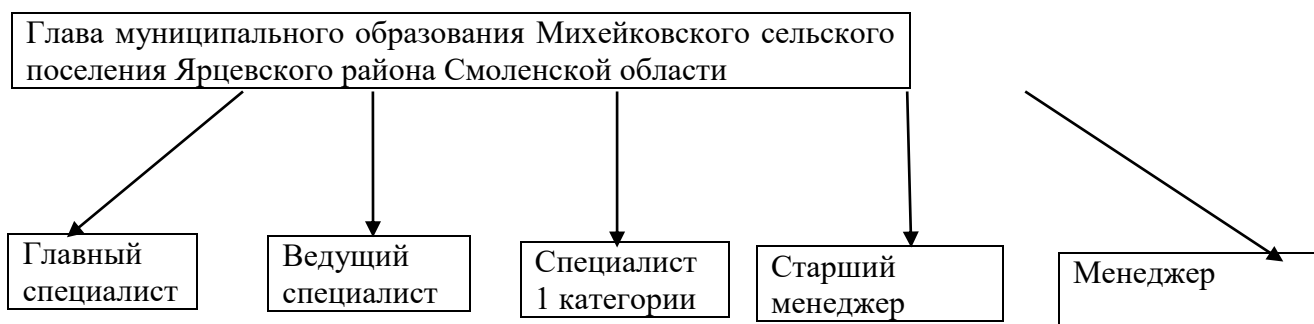 Глава муниципального образования Михейковского сельского
поселения Ярцевского района Смоленской области
Главный
специалист
Ведущий
специалист
Специалист
1 категории
Старший
менеджер
Менеджер